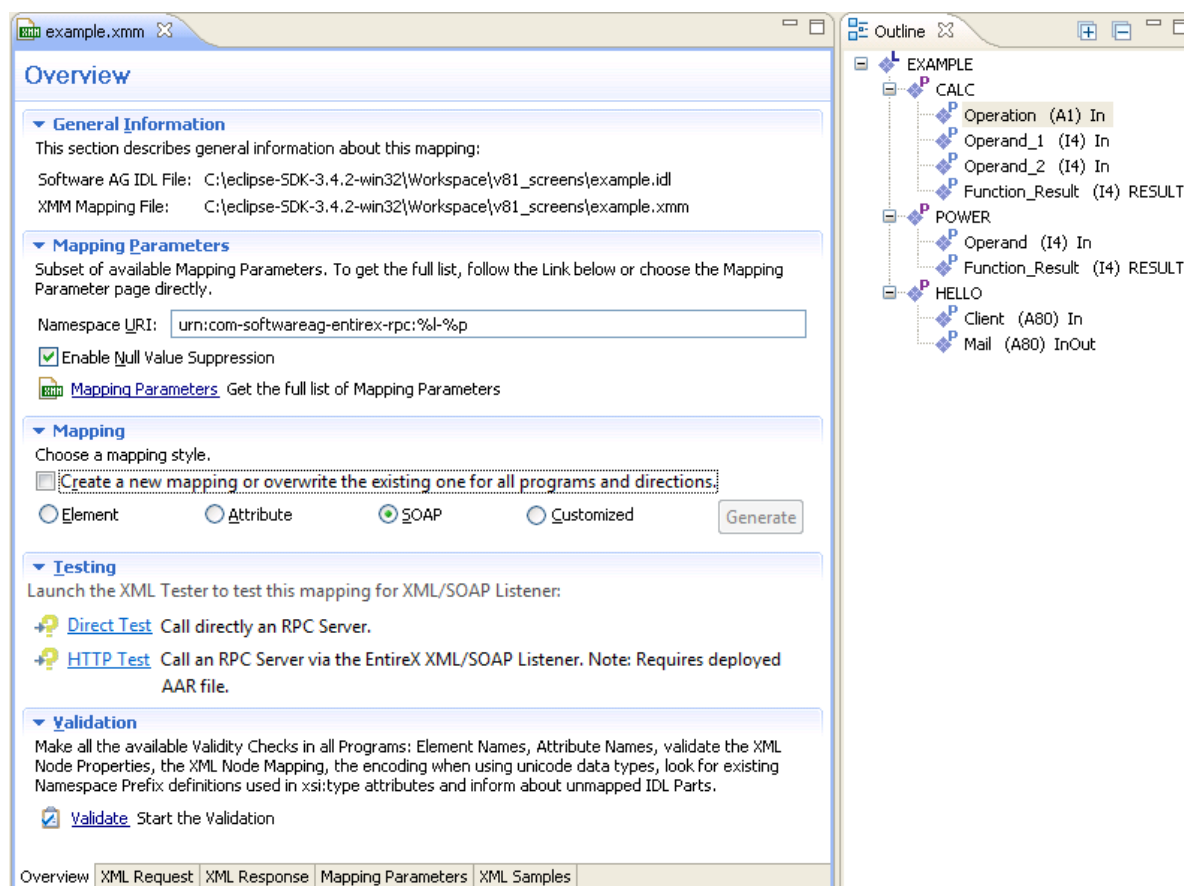 example.xmm
Overview
General Information
This section describes general information about this mapping:
Software AG IDL File: C:\eclipse-SDK-3.4.2-win32\Workspace\v81_screens\example.idl
XMM Mapping File: C:\eclipse-SDK-3.4.2-win32\Workspace\v81_screens\example.xmm
Mapping Parameters
Subset of available Mapping Parameters. To get the full list, follow the Link below or choose the Mapping
Parameter page directly.
Namespace URI: urn:com-softwareag-entirex-rpc:%l-%p
Enable Null Value Suppression
Mapping Parameters Get the full list of Mapping Parameters
Mapping
Choose a mapping style.
Create a new mapping or overwrite the existing one for all programs and directions.
Element Attribute SOAP Customized Generate
Testing
Launch the XML Tester to test this mapping for XML/SOAP Listener:
Direct Test Call directly an RPC Server.
HTTP Test Call an RPC Server via the EntireX XML/SOAP Listener. Note: Requires deployed
AAR file.
Validation
Make all the available Validity Checks in all Programs: Element Names, Attribute Names, validate the XML
Node Properties, the XML Node Mapping, the encoding when using unicode data types, look for existing
Namespace Prefix definitions used in xsi:type attributes and inform about unmapped IDL Parts.
Validate Start the Validation
Overview XML Request XML Response Mapping Parameters XML Samples
Outline
EXAMPLE
CALC
Operation (A1) In
Operand_1 (I4) In
Operand_2 (I4) In
Function_Result (I4) RESULT
POWER
Operand (I4) In
Function_Result (I4) RESULT
HELLO
Client (A80) In
Mail (A80) InOut